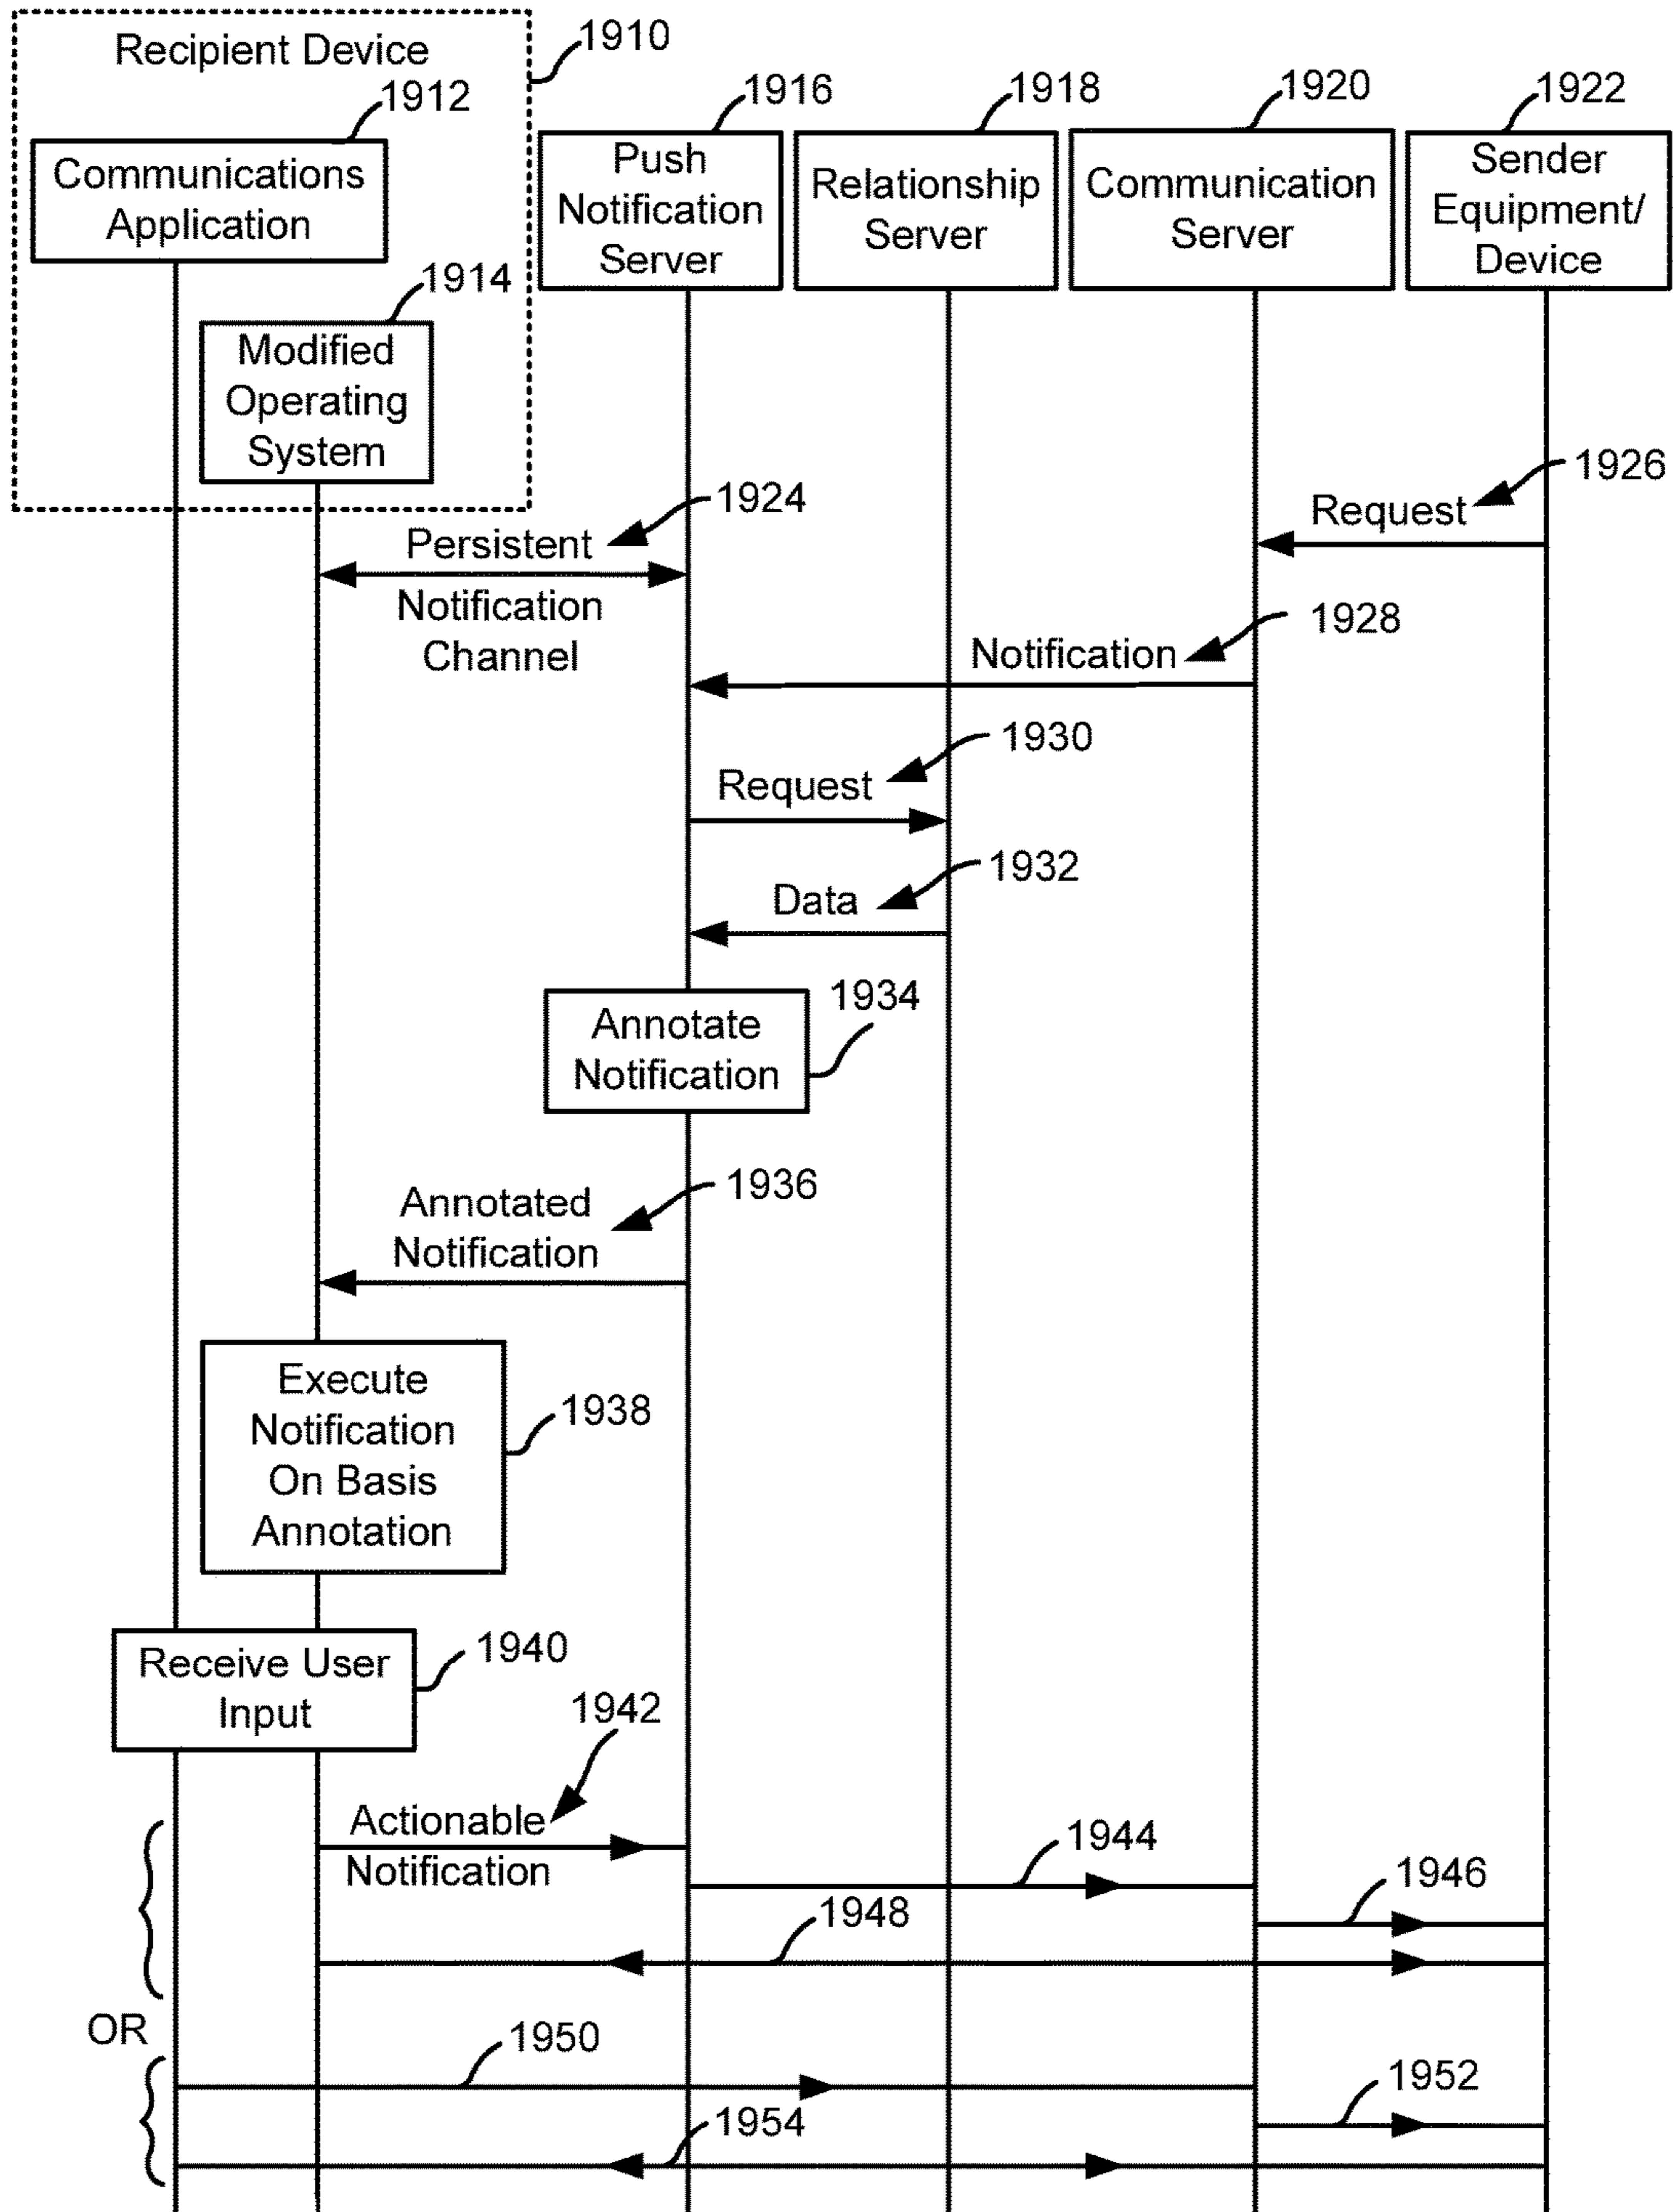 Recipient Device
1910
1912
Communications
Application
1914
Modified
Operating
System
1916
Push
Notification
Server
1918
Relationship
Server
1920
Communication
Server
1922
Sender
Equipment/
Device
1924
Persistent
Notification
Channel
1926
Request
1928
Notification
1930
Request
1932
Data
1934
Annotate
Notification
1936
Annotated
Notification
Execute
Notification
On Basis
Annotation
1938
Receive User
Input
1940
1942
Actionable
Notification
1944
1946
1948
OR
1950
1952
1954